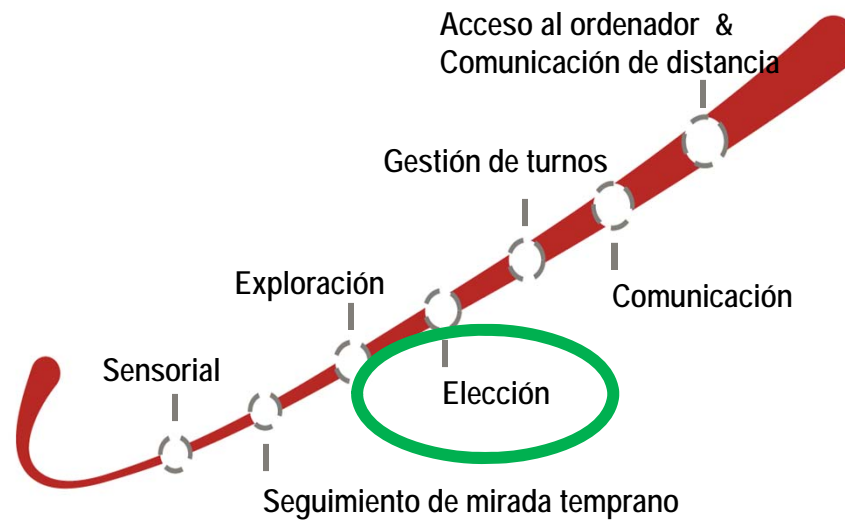 Acceso al ordenador &
Comunicación de distancia
Gestión de turnos
Exploración
Comunicación
Sensorial
Elección
Seguimiento de mirada temprano